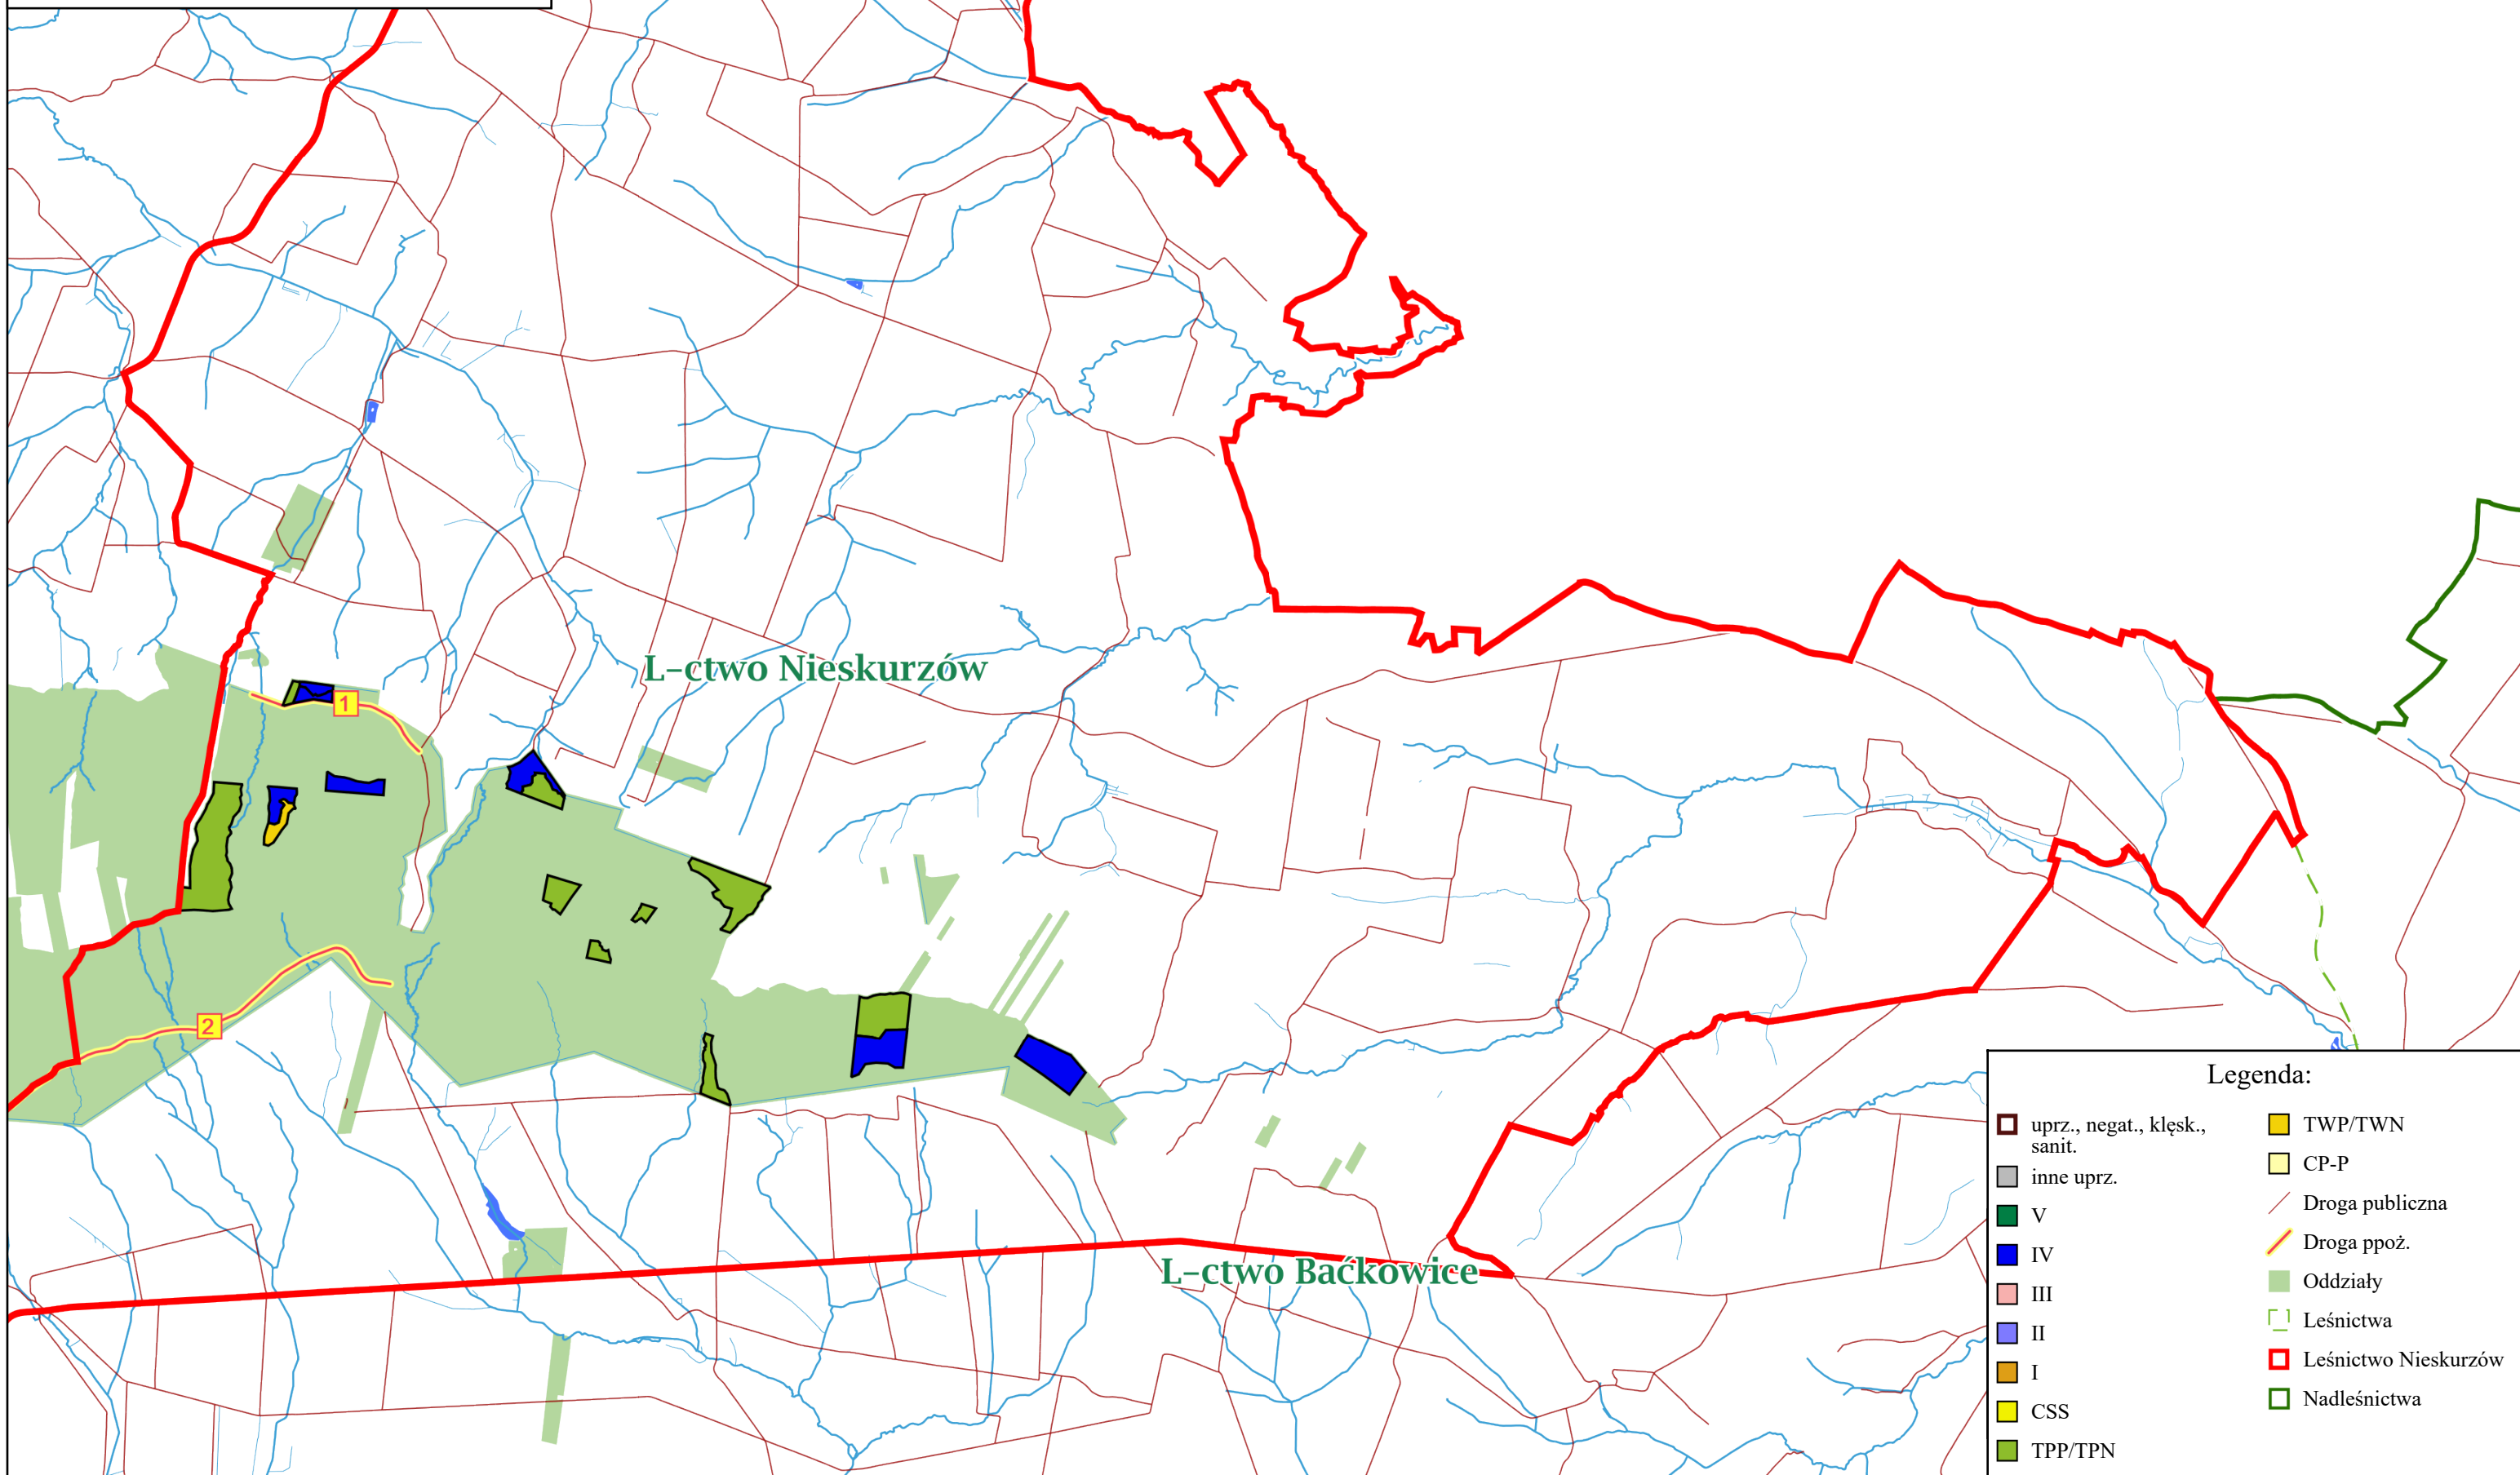 L-ctwo Nieskurzów
1
2
L-ctwo Baćkowice
Legenda:
uprz., negat., klęsk.,
sanit.
inne uprz.
V
IV
III
II
I
CSS
TPP/TPN
TWP/TWN
CP-P
Droga publiczna
Droga ppoż.
Oddziały
Leśnictwa
Leśnictwo Nieskurzów
Nadleśnictwa